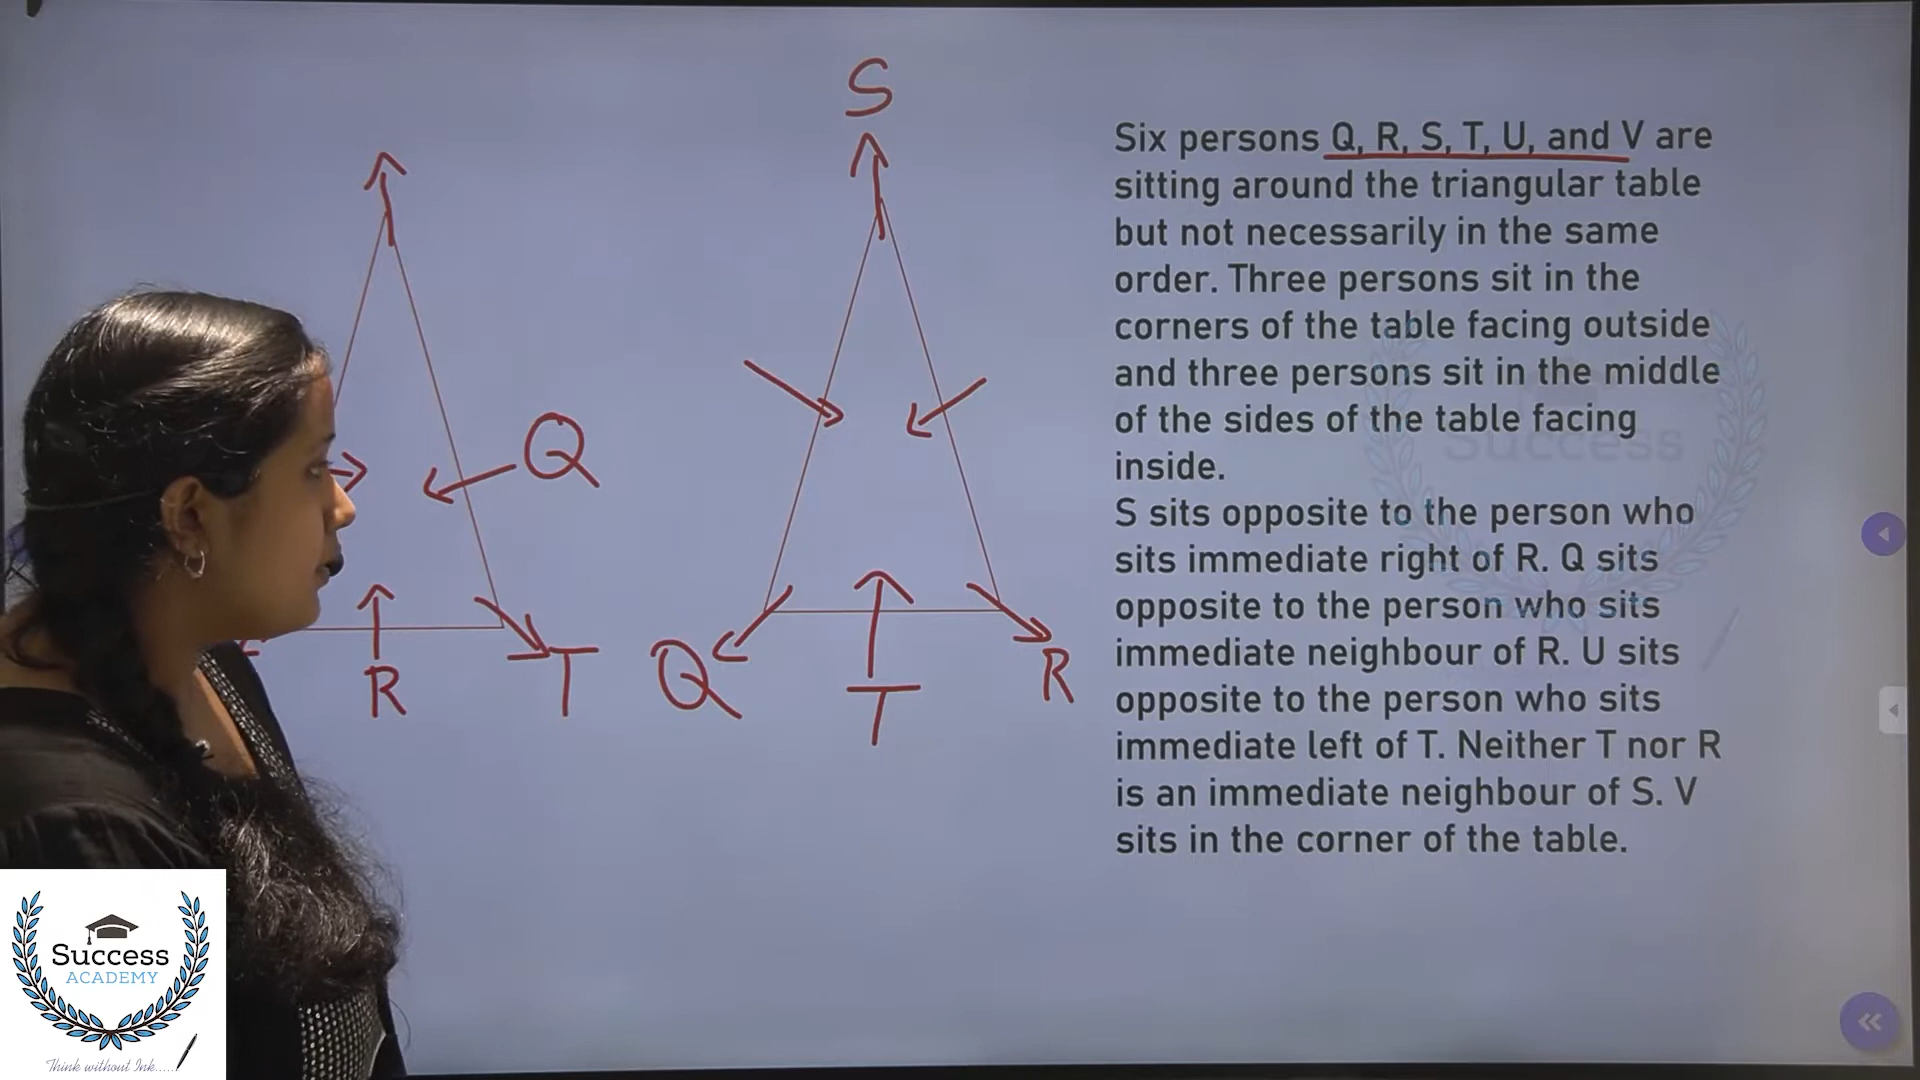 S
Six persons Q, R, S, T, U, and V are
sitting around the triangular table
but not necessarily in the same
order. Three persons sit in the
corners of the table facing outside
and three persons sit in the middle
of the sides of the table facing
inside.
S sits opposite to the person who
sits immediate right of R. Q sits
opposite to the person who sits
immediate neighbour of R. U sits
opposite to the person who sits
immediate left of T. Neither T nor R
is an immediate neighbour of S. V
sits in the corner of the table.
Q
R
T
Q
T
R
Success
Success
ACADEMY
Think without Ink.....